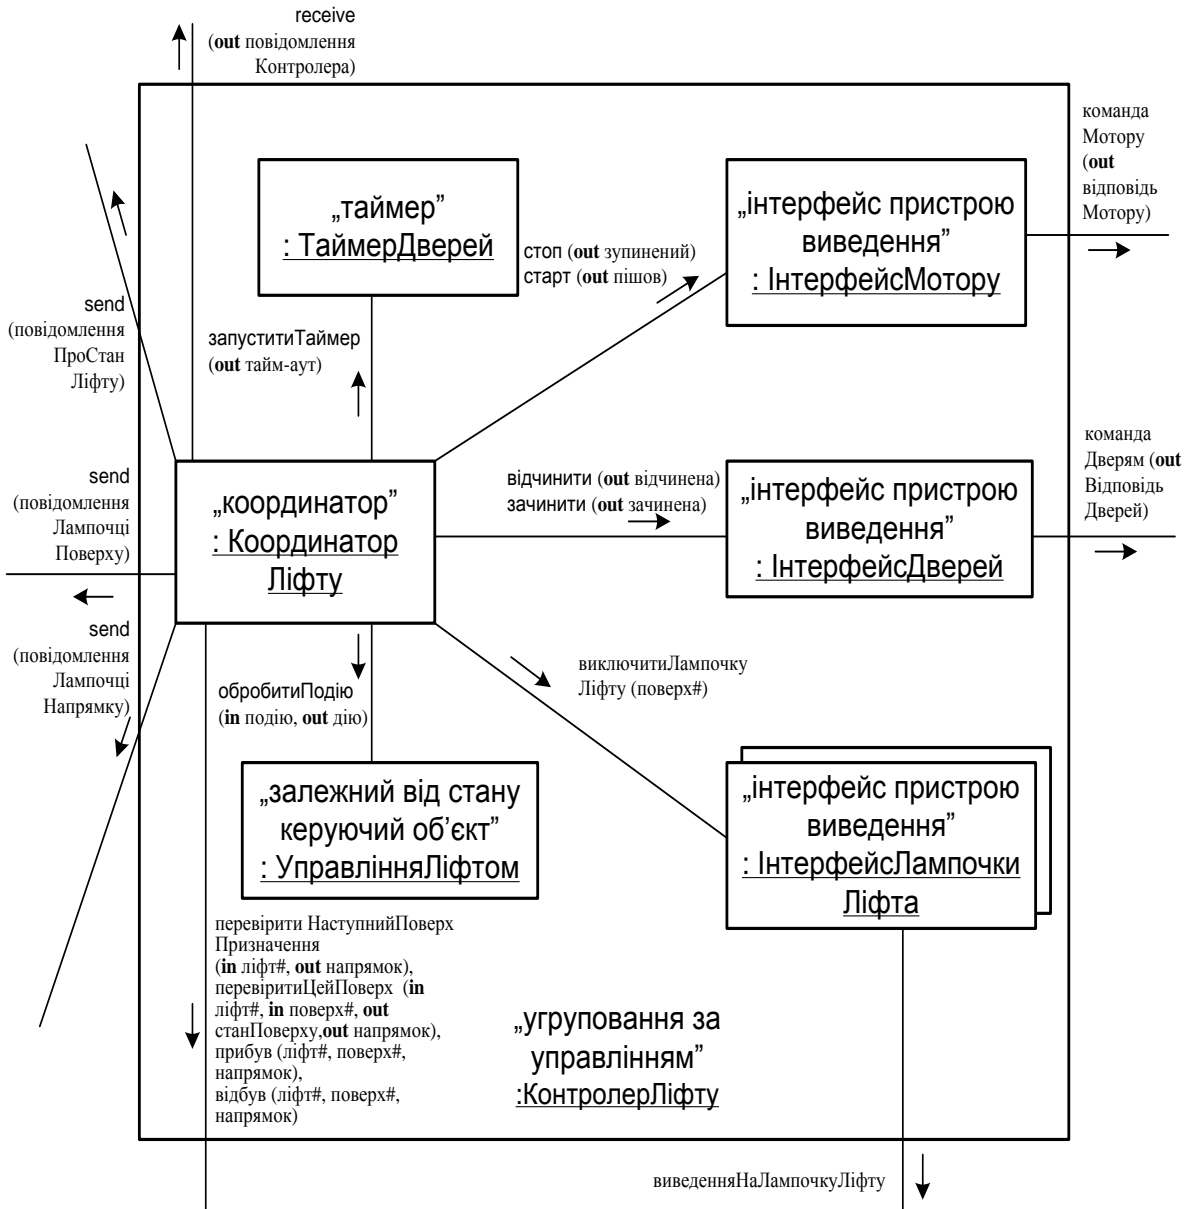 receive
(out повідомлення
Контролера)
команда
Мотору
(out
відповідь
Мотору)
„таймер”
: ТаймерДверей
стоп (out зупинений)
старт (out пішов)
„інтерфейс пристрою
виведення”
: ІнтерфейсМотору
send
(повідомлення
ПроСтан
Ліфту)
запуститиТаймер
(out тайм-аут)
send
(повідомлення
Лампочці
Поверху)
„координатор”
: Координатор
Ліфту
відчинити (out відчинена)
зачинити (out зачинена)
„інтерфейс пристрою
виведення”
: ІнтерфейсДверей
команда
Дверям (out
Відповідь
Дверей)
send
(повідомлення
Лампочці
Напрямку)
обробитиПодію
(in подію, out дію)
виключитиЛампочку
Ліфту (поверх#)
„залежний від стану
керуючий об’єкт”
: УправлінняЛіфтом
„інтерфейс пристрою
виведення”
: ІнтерфейсЛампочки
Ліфта
перевірити НаступнийПоверх
Призначення
(in ліфт#, out напрямок),
перевіритиЦейПоверх (in
ліфт#, in поверх#, out
станПоверху,out напрямок),
прибув (ліфт#, поверх#,
напрямок),
відбув (ліфт#, поверх#,
напрямок)
„угруповання за
управлінням”
:КонтролерЛіфту
виведенняНаЛампочкуЛіфту